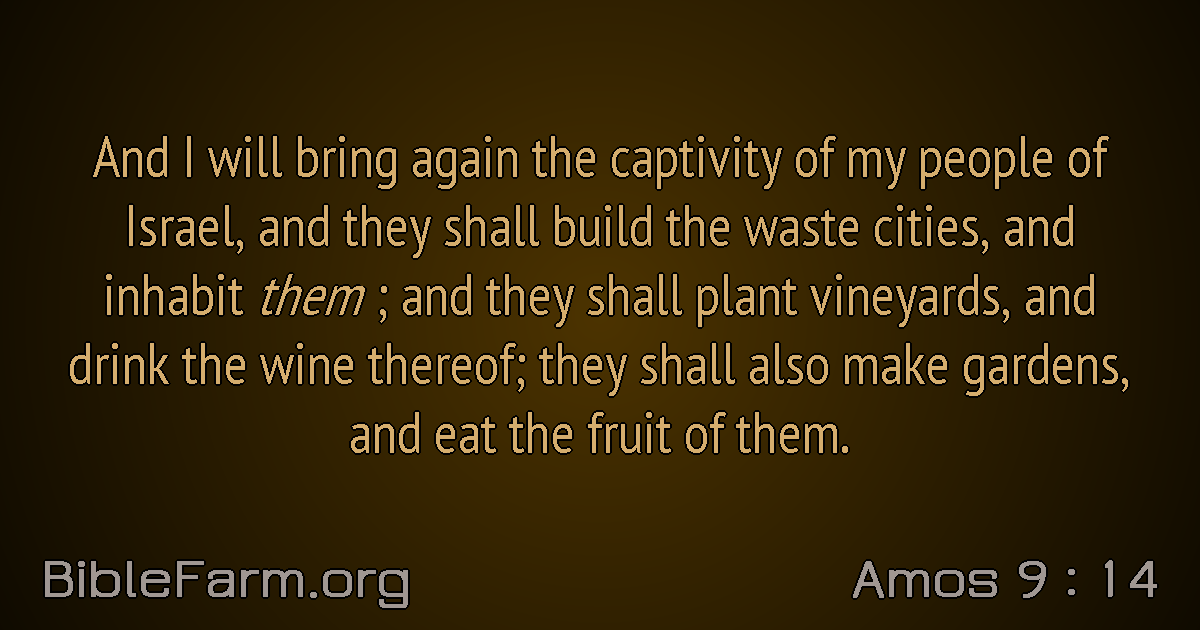 And I will bring again the captivity of my people of
Israel, and they shall build the waste cities, and
inhabit them ; and they shall plant vineyards, and
drink the wine thereof; they shall also make gardens,
and eat the fruit of them.
BibleFarm.org
Amos 9 : 14